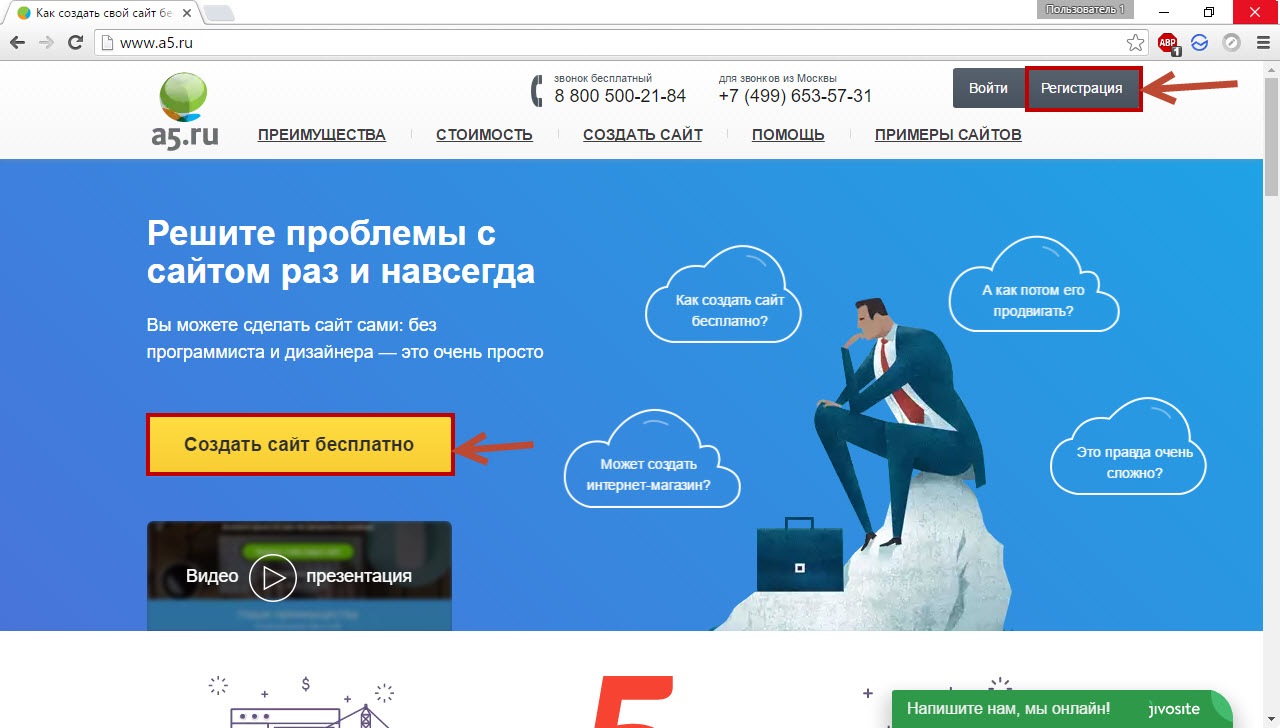 Как создать свой сайт бе
Пользователь 1
www.a5.ru
ABP
1
звонок бесплатный
8 800 500-21-84
для звонков из Москвы
+7 (499) 653-57-31
Войти
Регистрация
a5.ru
ПРЕИМУЩЕСТВА
СТОИМОСТЬ
СОЗДАТЬ САЙТ
ПОМОЩЬ
ПРИМЕРЫ САЙТОВ
Решите проблемы с
сайтом раз и навсегда
Вы можете сделать сайт сами: без
программиста и дизайнера — это очень просто
Создать сайт бесплатно
Как создать сайт
бесплатно?
А как потом его
продвигать?
Может создать
интернет-магазин?
Это правда очень
сложно?
Видео
презентация
$
5
Напишите нам, мы онлайн!
jivosite